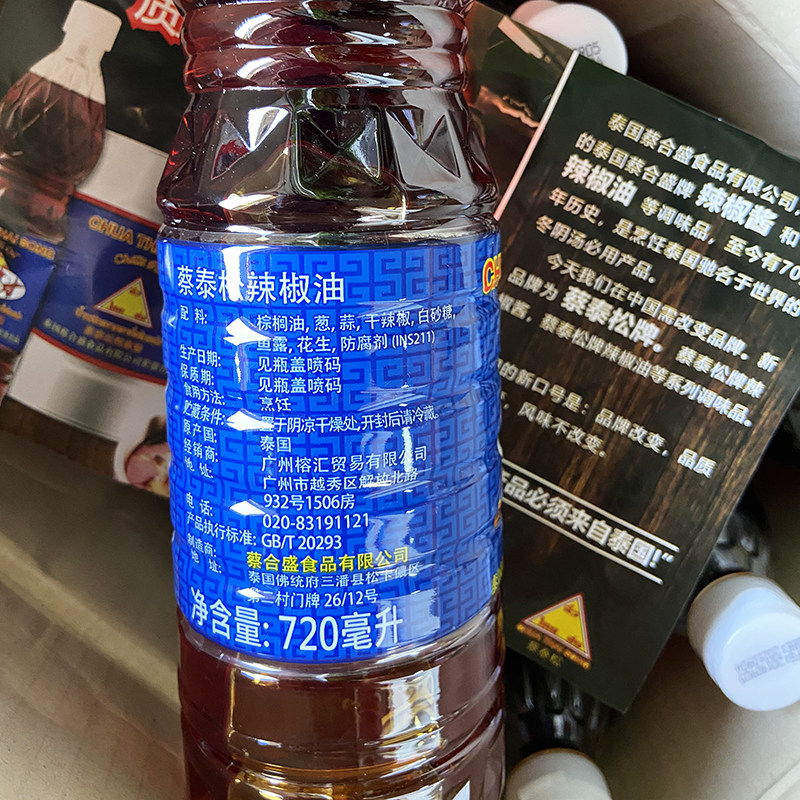 质
CHUA
蔡泰松辣椒油
配 料: 棕榈油, 葱, 蒜, 干辣椒, 白砂糖,
鱼露, 花生, 防腐剂 (INS211)
生产日期: 见瓶盖喷码
保质期: 见瓶盖喷码
食用方法: 烹饪
贮藏条件: 置于阴凉干燥处,开封后请冷藏。
原产国: 泰国
经销商: 广州榕汇贸易有限公司
地 址: 广州市越秀区解放北路
932号1506房
电 话: 020-83191121
产品执行标准: GB/T 20293
制造商: 蔡合盛食品有限公司
地 址: 泰国佛统府三潘县松卡侬区
第二村门牌 26/12号
净含量: 720毫升
泰国蔡合盛食品有限公司,
的泰国蔡合盛牌 辣椒酱 和
辣椒油 等调味品, 至今有70
年历史, 是烹饪泰国驰名于世界的
冬阴汤必用产品。
今天我们在中国需改变品牌。新
品牌为 蔡泰松牌。蔡泰松牌辣
椒酱, 蔡泰松牌辣椒油等系列调味品。
的新口号是: 品牌改变, 品质
风味不改变。
正品必须来自泰国!"
蔡泰松